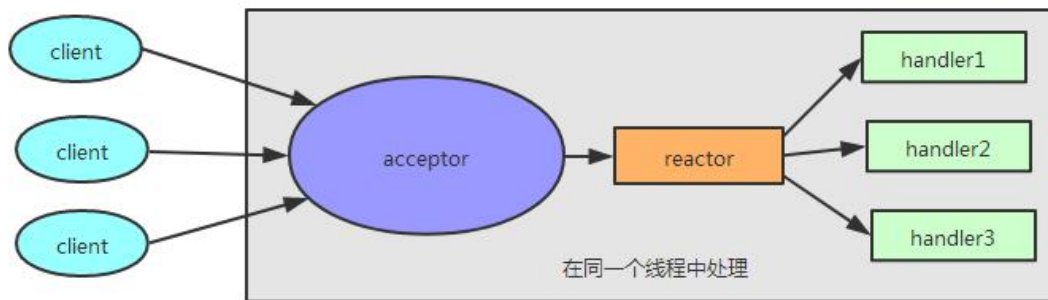 client
client
client
acceptor
reactor
handler1
handler2
handler3
在同一个线程中处理